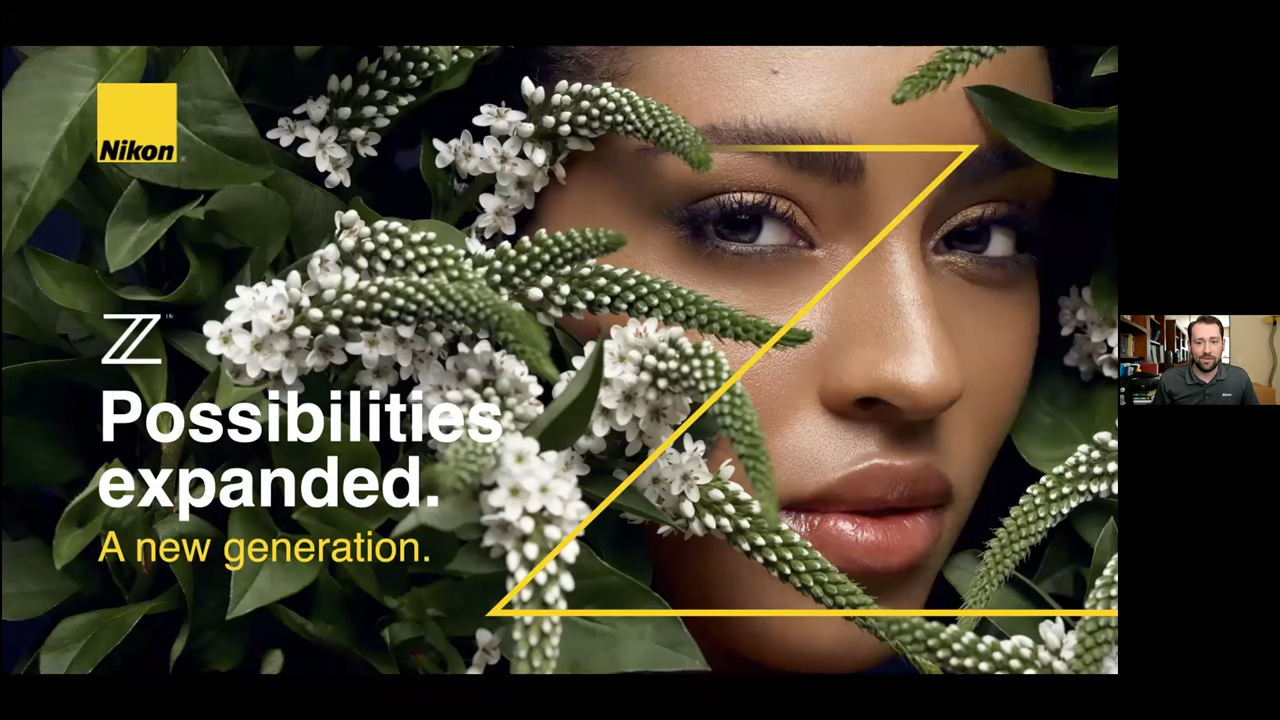 Nikon
Z
Possibilities
expanded.
A new generation.